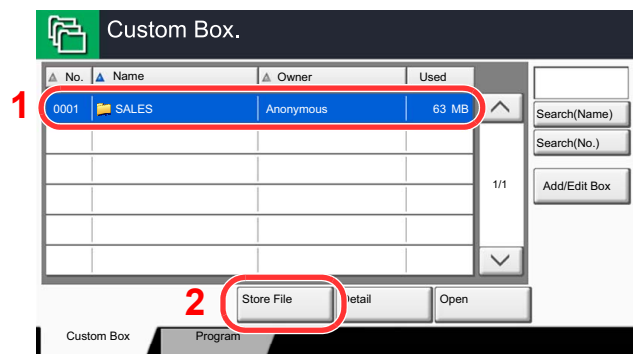 Custom Box.
No. Name Owner Used
1
0001 SALES Anonymous 63 MB
Search(Name)
Search(No.)
1/1
Add/Edit Box
2
Store File Detail Open
Custom Box Program